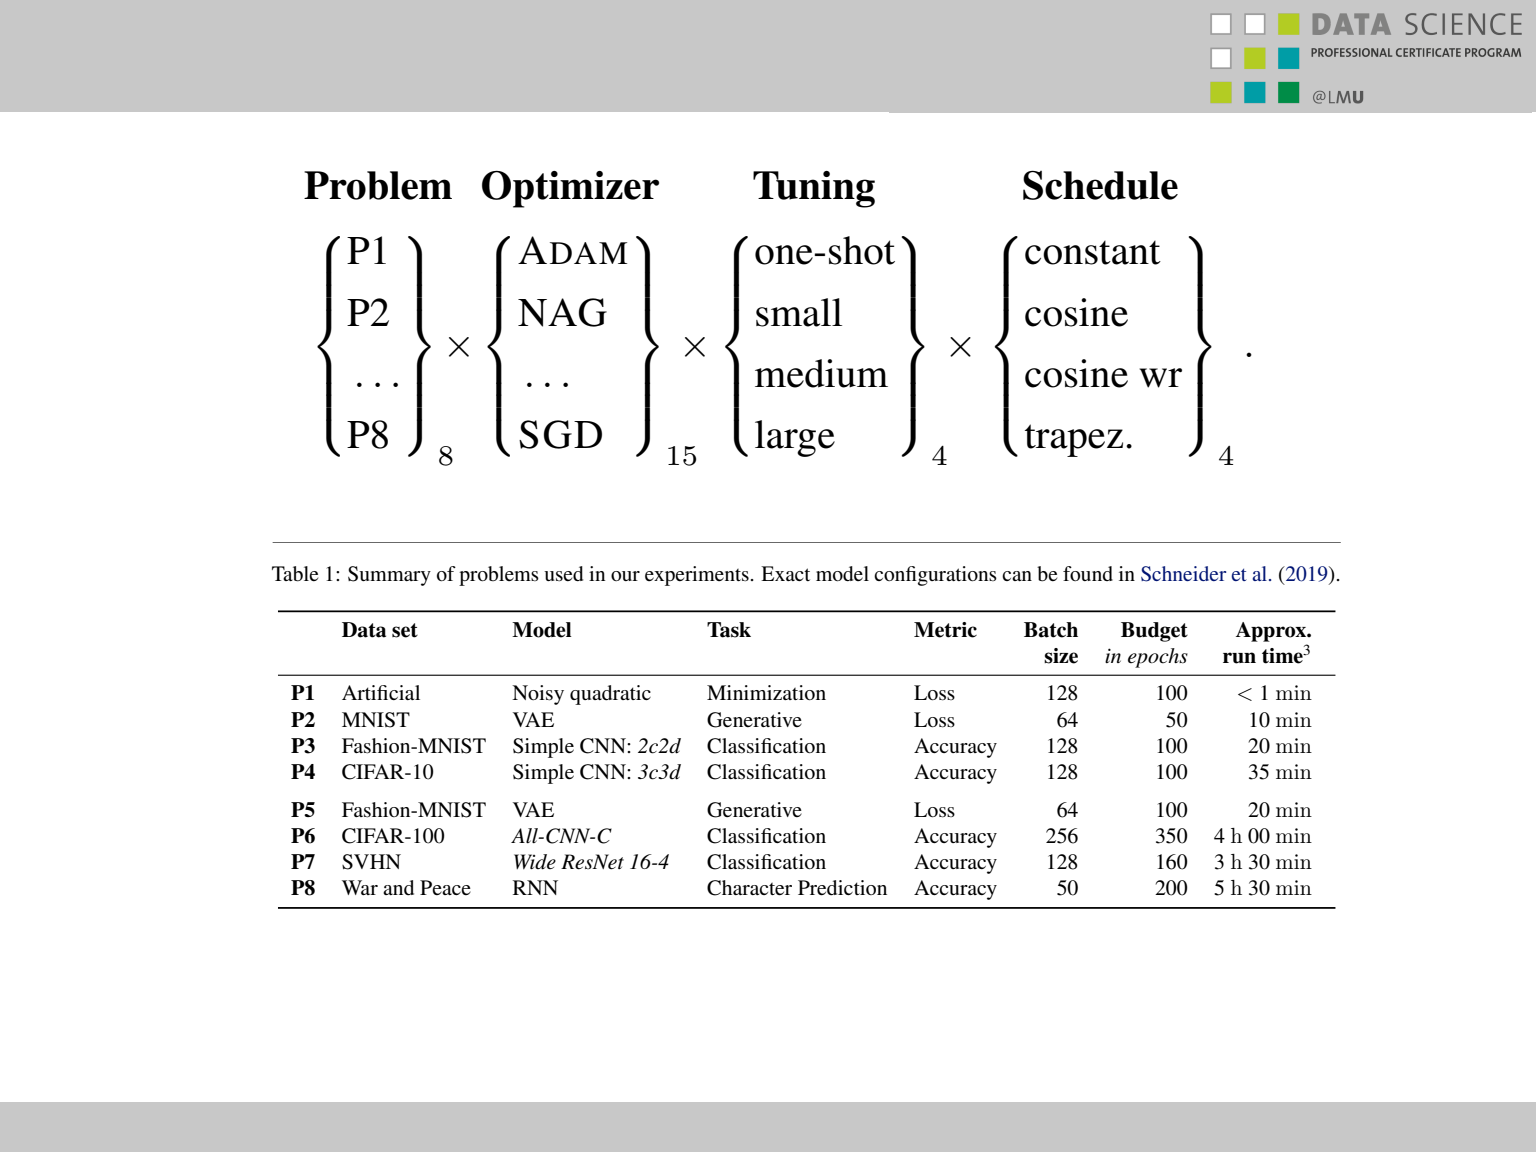 DATA SCIENCE
PROFESSIONAL CERTIFICATE PROGRAM
@LMU
Problem Optimizer Tuning Schedule
P1 ADAM one-shot constant
P2 NAG small cosine
× × × .
... ... medium cosine wr
P8 SGD large trapez.
8 15 4 4
Table 1: Summary of problems used in our experiments. Exact model configurations can be found in Schneider et al. (2019).
Data set Model Task Metric Batch Budget Approx.
size in epochs run time3
P1 Artificial Noisy quadratic Minimization Loss 128 100 < 1 min
P2 MNIST VAE Generative Loss 64 50 10 min
P3 Fashion-MNIST Simple CNN: 2c2d Classification Accuracy 128 100 20 min
P4 CIFAR-10 Simple CNN: 3c3d Classification Accuracy 128 100 35 min
P5 Fashion-MNIST VAE Generative Loss 64 100 20 min
P6 CIFAR-100 All-CNN-C Classification Accuracy 256 350 4 h 00 min
P7 SVHN Wide ResNet 16-4 Classification Accuracy 128 160 3 h 30 min
P8 War and Peace RNN Character Prediction Accuracy 50 200 5 h 30 min